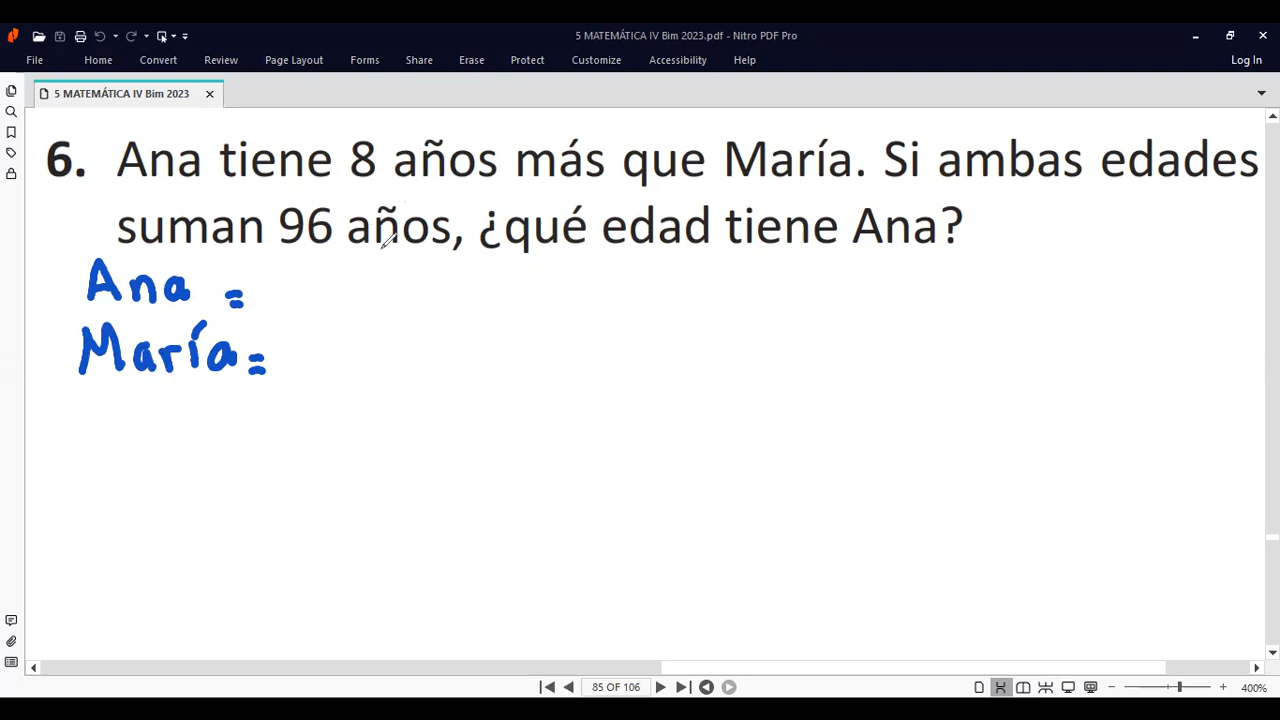 5 MATEMÁTICA IV Bim 2023.pdf - Nitro PDF Pro
File Home Convert Review Page Layout Forms Share Erase Protect Customize Accessibility Help Log In
5 MATEMÁTICA IV Bim 2023
6. Ana tiene 8 años más que María. Si ambas edades
suman 96 años, ¿qué edad tiene Ana?
Ana =
María=
85 OF 106
400%